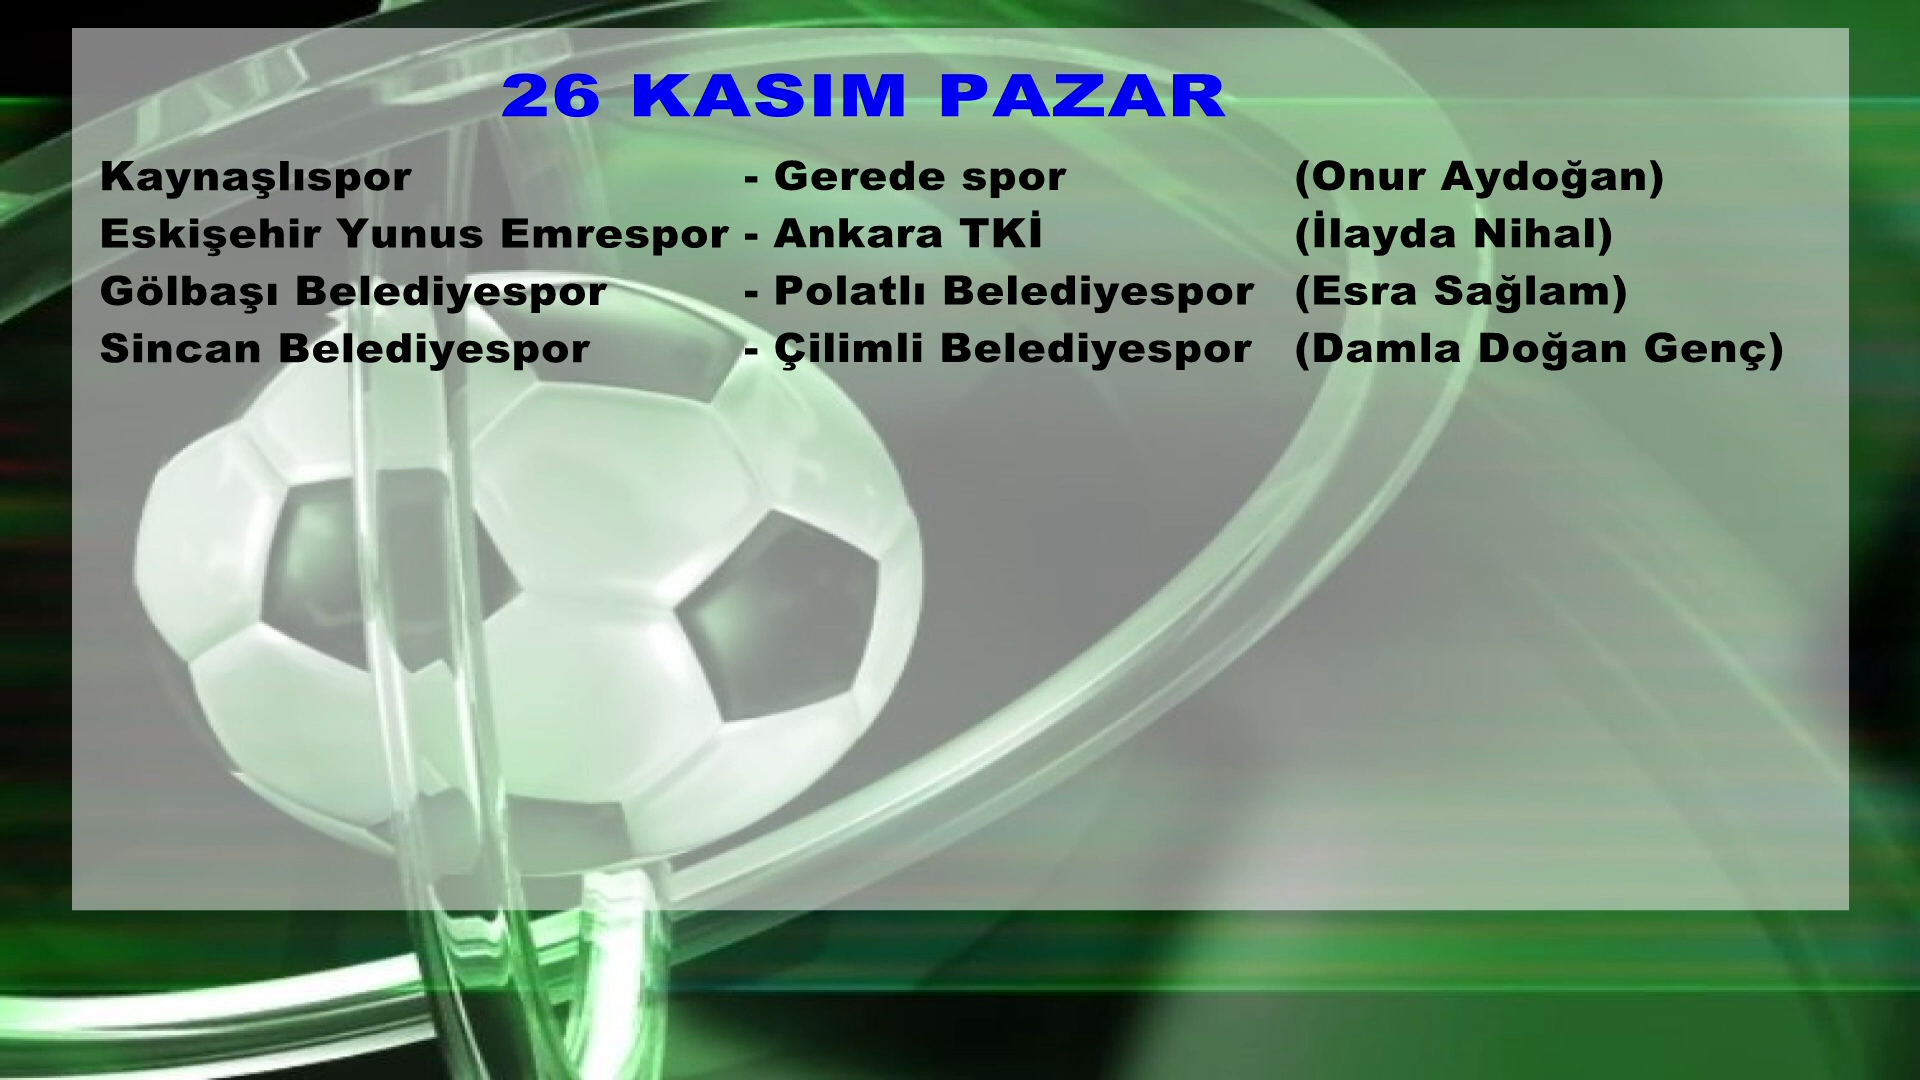 26 KASIM PAZAR
Kaynaşlıspor - Gerede spor (Onur Aydoğan)
Eskişehir Yunus Emrespor - Ankara TKİ (İlayda Nihal)
Gölbaşı Belediyespor - Polatlı Belediyespor (Esra Sağlam)
Sincan Belediyespor - Çilimli Belediyespor (Damla Doğan Genç)